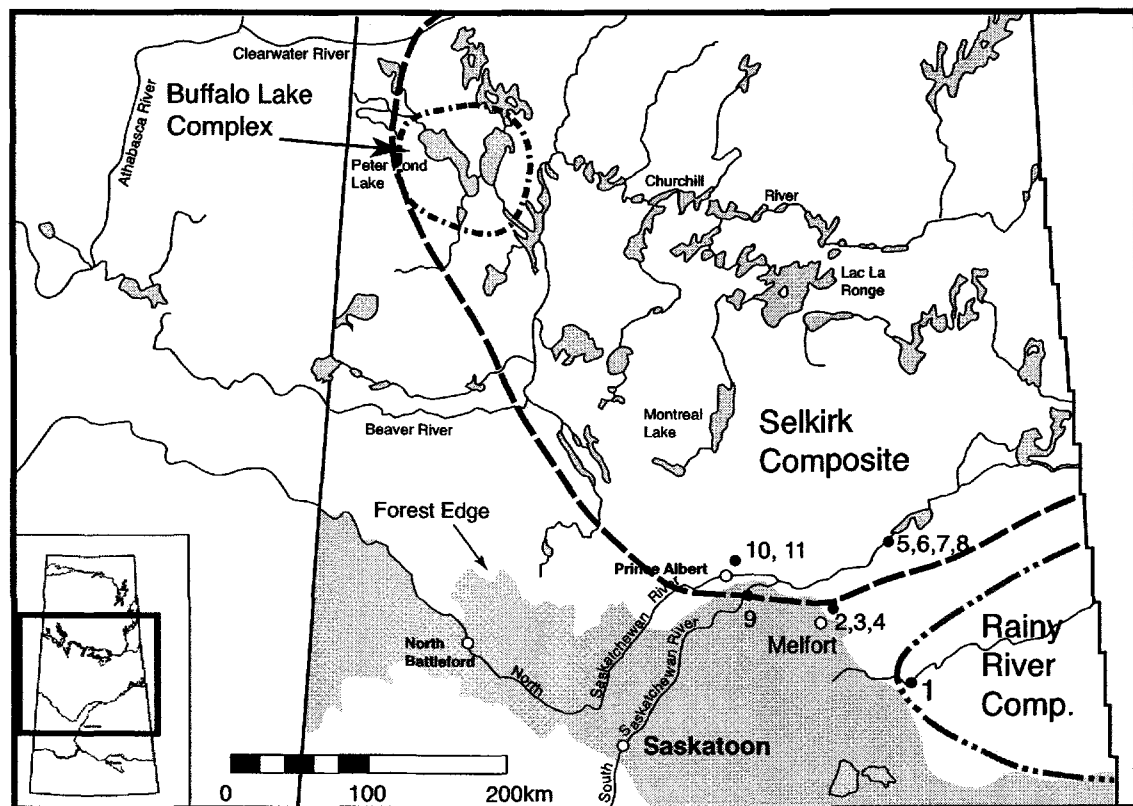 Clearwater River
Athabasca River
Buffalo Lake
Complex
Peter Pond
Lake
Churchill
River
Lac La
Ronge
Montreal
Lake
Beaver River
Selkirk
Composite
Forest Edge
5,6,7,8
10, 11
Prince Albert
9
2,3,4
Melfort
Rainy
River
Comp.
1
North
Battleford
North
Saskatchewan River
South
Saskatchewan River
Saskatoon
0
100
200km